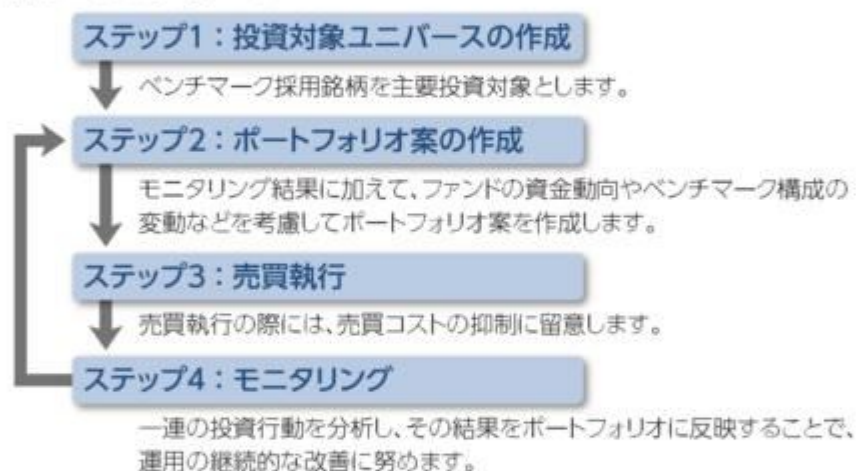 ステップ1：投資対象ユニバースの作成
ベンチマーク採用銘柄を主要投資対象とします。
ステップ2：ポートフォリオ案の作成
モニタリング結果に加えて、ファンドの資金動向やベンチマーク構成の
変動などを考慮してポートフォリオ案を作成します。
ステップ3：売買執行
売買執行の際には、売買コストの抑制に留意します。
ステップ4：モニタリング
一連の投資行動を分析し、その結果をポートフォリオに反映することで、
運用の継続的な改善に努めます。